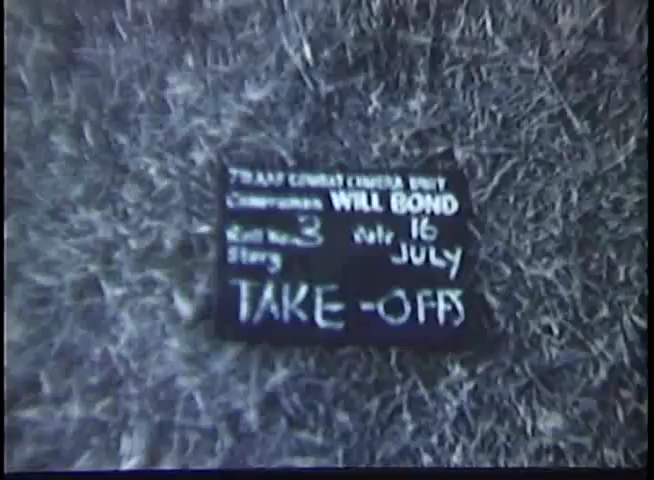 7TH AAF COMBAT CAMERA UNIT
Cameraman WILL BOND
Roll No. 3 Date 16
Story JULY
TAKE-OFFS